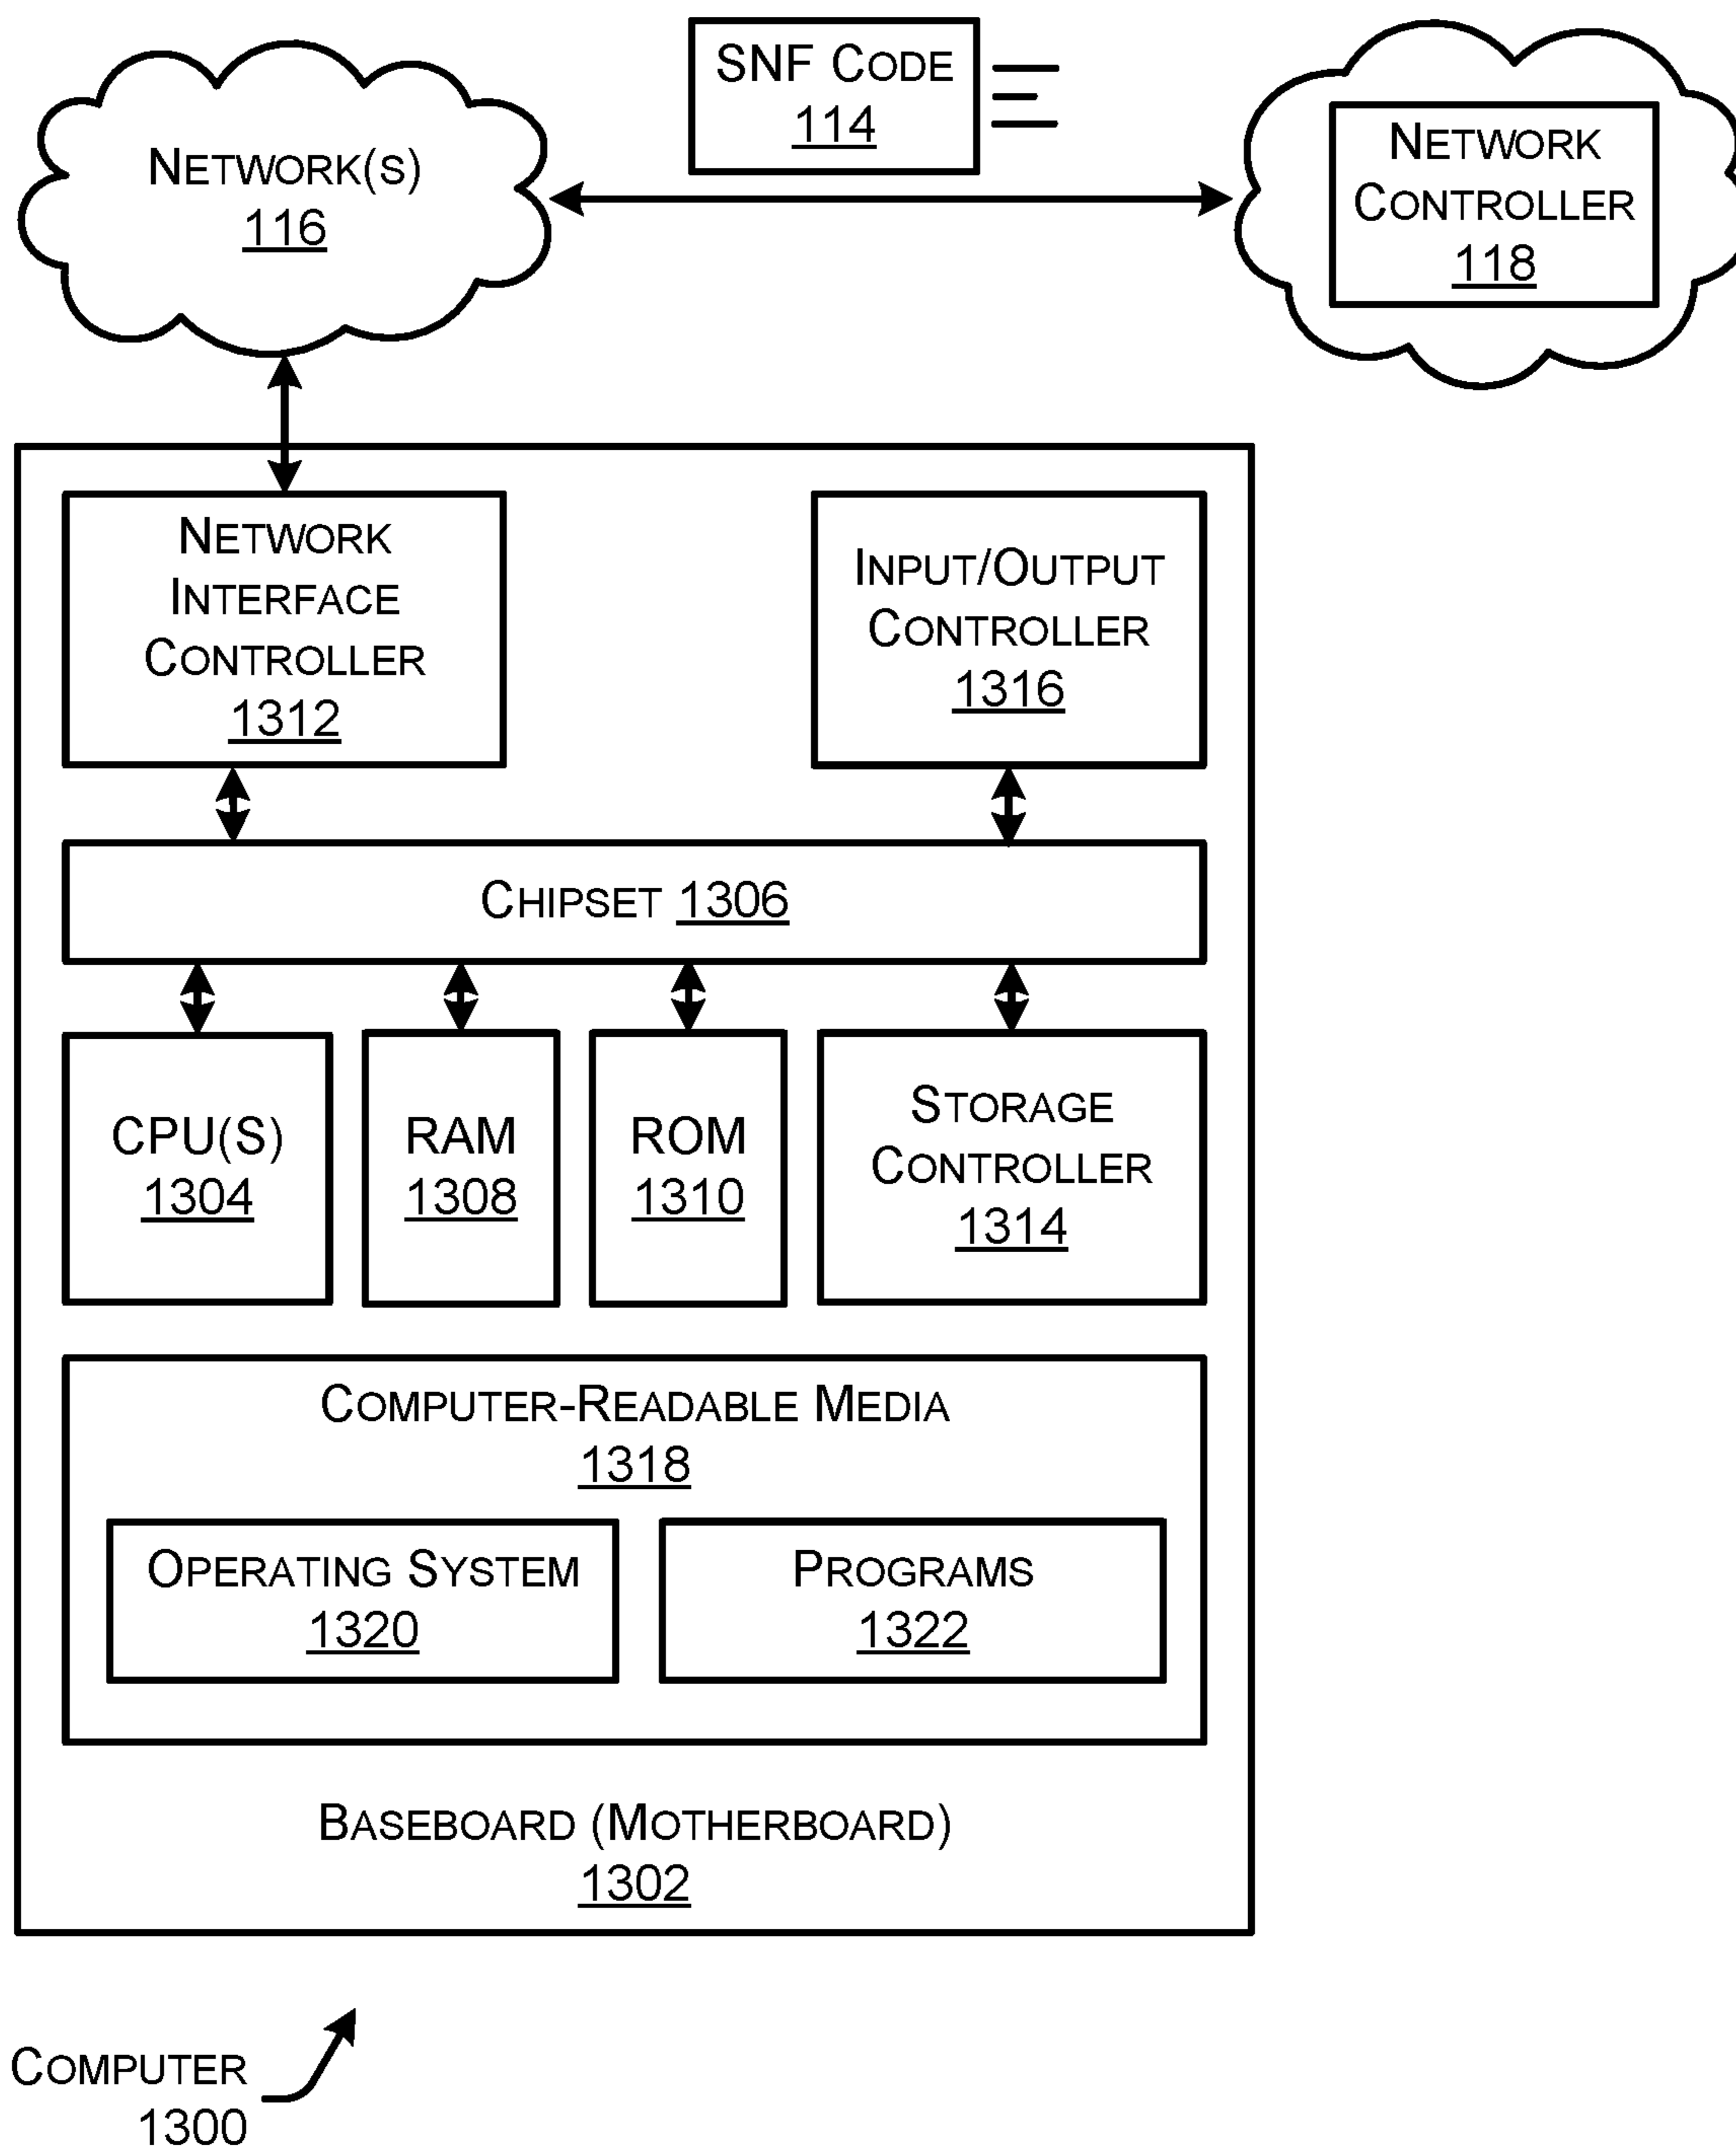 SNF CODE
114
NETWORK(S)
116
NETWORK
CONTROLLER
118
NETWORK
INTERFACE
CONTROLLER
1312
INPUT/OUTPUT
CONTROLLER
1316
CHIPSET 1306
CPU(S)
1304
RAM
1308
ROM
1310
STORAGE
CONTROLLER
1314
COMPUTER-READABLE MEDIA
1318
OPERATING SYSTEM
1320
PROGRAMS
1322
BASEBOARD (MOTHERBOARD)
1302
COMPUTER
1300